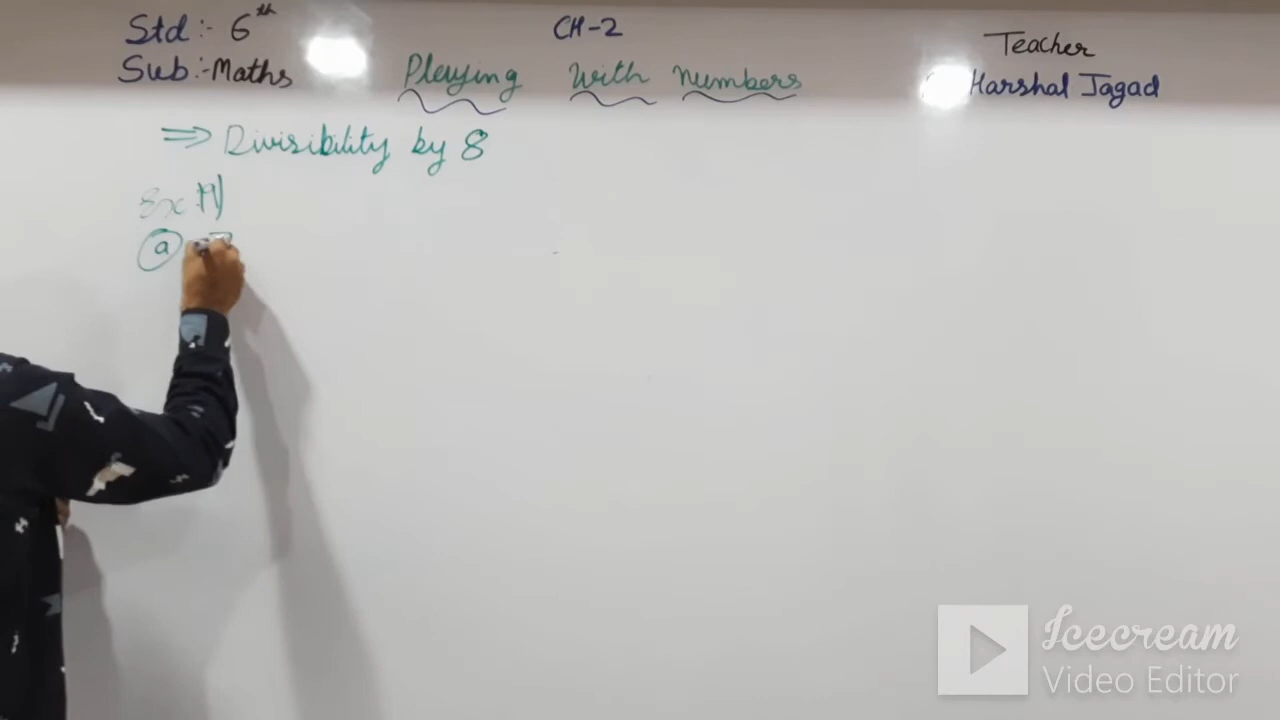 Std :- 6th
CH-2
Teacher
Sub :- Maths
Playing with numbers
Harshal Jagad
⇒ Divisibility by 8
Ex
(a)
Icecream
Video Editor